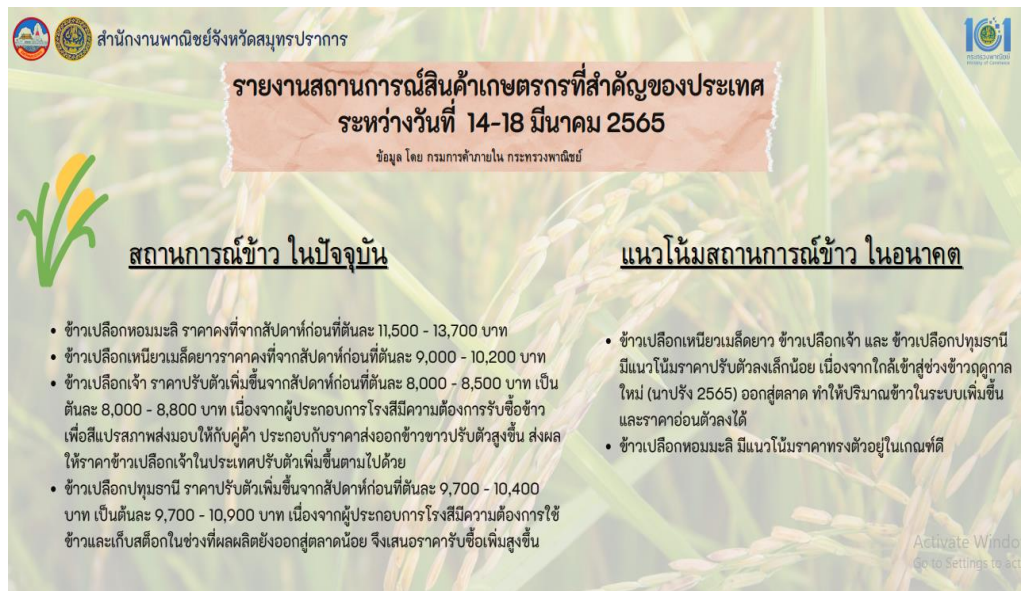 สำนักงานพาณิชย์จังหวัดสมุทรปราการ
101
กระทรวงพาณิชย์
Ministry of Commerce
รายงานสถานการณ์สินค้าเกษตรกรที่สำคัญของประเทศ
ระหว่างวันที่ 14-18 มีนาคม 2565
ข้อมูล โดย กรมการค้าภายใน กระทรวงพาณิชย์
สถานการณ์ข้าว ในปัจจุบัน
• ข้าวเปลือกหอมมะลิ ราคาคงที่จากสัปดาห์ก่อนที่ตันละ 11,500 - 13,700 บาท
• ข้าวเปลือกเหนียวเมล็ดยาวราคาคงที่จากสัปดาห์ก่อนที่ตันละ 9,000 - 10,200 บาท
• ข้าวเปลือกเจ้า ราคาปรับตัวเพิ่มขึ้นจากสัปดาห์ก่อนที่ตันละ 8,000 - 8,500 บาท เป็น
ตันละ 8,000 - 8,800 บาท เนื่องจากผู้ประกอบการโรงสีมีความต้องการรับซื้อข้าว
เพื่อสีแปรสภาพส่งมอบให้กับคู่ค้า ประกอบกับราคาส่งออกข้าวขาวปรับตัวสูงขึ้น ส่งผล
ให้ราคาข้าวเปลือกเจ้าในประเทศปรับตัวเพิ่มขึ้นตามไปด้วย
• ข้าวเปลือกปทุมธานี ราคาปรับตัวเพิ่มขึ้นจากสัปดาห์ก่อนที่ตันละ 9,700 - 10,400
บาท เป็นตันละ 9,700 - 10,900 บาท เนื่องจากผู้ประกอบการโรงสีมีความต้องการใช้
ข้าวและเก็บสต็อกในช่วงที่ผลผลิตยังออกสู่ตลาดน้อย จึงเสนอราคารับซื้อเพิ่มสูงขึ้น
แนวโน้มสถานการณ์ข้าว ในอนาคต
• ข้าวเปลือกเหนียวเมล็ดยาว ข้าวเปลือกเจ้า และ ข้าวเปลือกปทุมธานี
มีแนวโน้มราคาปรับตัวลงเล็กน้อย เนื่องจากใกล้เข้าสู่ช่วงข้าวฤดูกาล
ใหม่ (นาปรัง 2565) ออกสู่ตลาด ทำให้ปริมาณข้าวในระบบเพิ่มขึ้น
และราคาอ่อนตัวลงได้
• ข้าวเปลือกหอมมะลิ มีแนวโน้มราคาทรงตัวอยู่ในเกณฑ์ดี
Activate Windo
Go to Settings to act